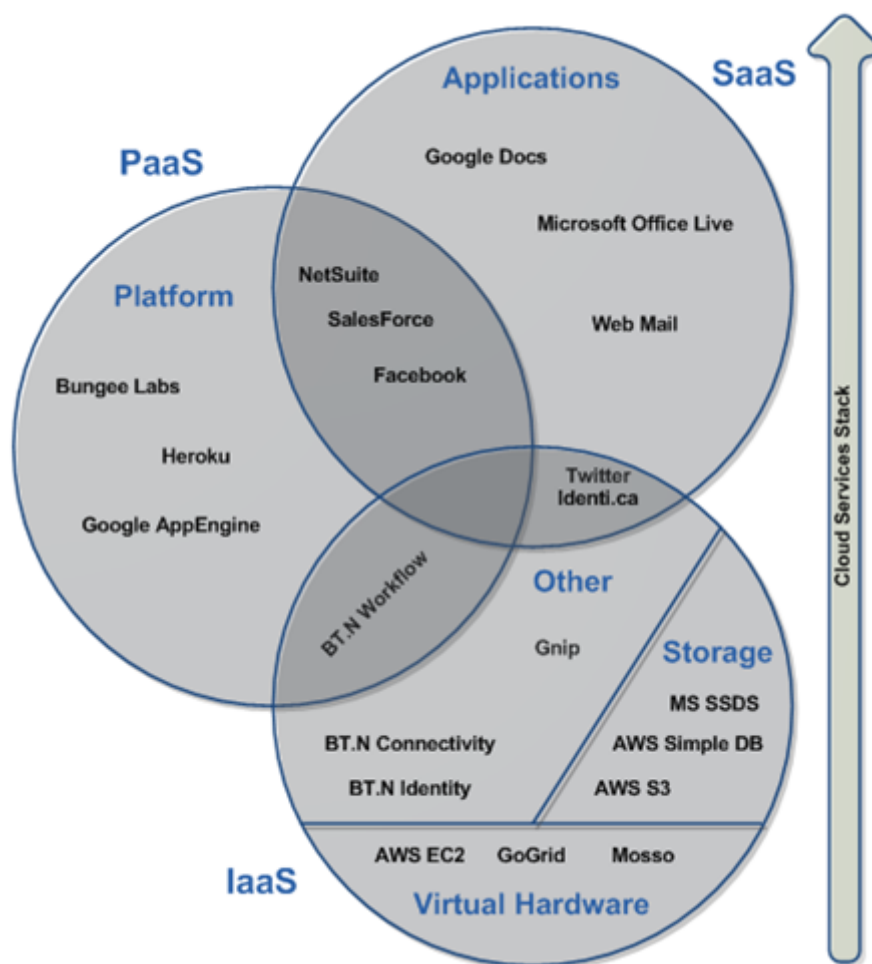 Applications
SaaS
Google Docs
PaaS
Microsoft Office Live
NetSuite
Platform
SalesForce
Web Mail
Facebook
Bungee Labs
Heroku
Twitter
Identi.ca
Google AppEngine
Cloud Services Stack
BT.N Workflow
Other
Gnip
Storage
MS SSDS
BT.N Connectivity
AWS Simple DB
BT.N Identity
AWS S3
AWS EC2
GoGrid
Mosso
IaaS
Virtual Hardware